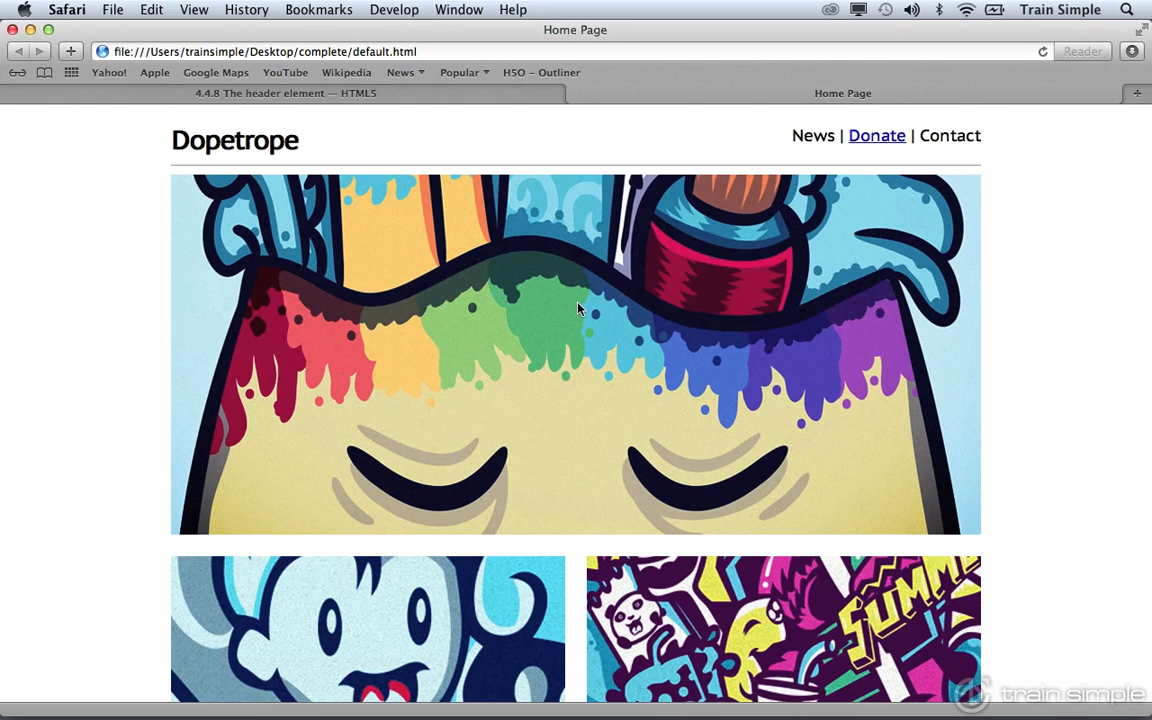 Safari File Edit View History Bookmarks Develop Window Help Train Simple
Home Page
file:///Users/trainsimple/Desktop/complete/default.html Reader
Yahoo! Apple Google Maps YouTube Wikipedia News Popular H5O - Outliner
4.4.8 The header element — HTML5 Home Page
Dopetrope
News | Donate | Contact
SUMM
train simple